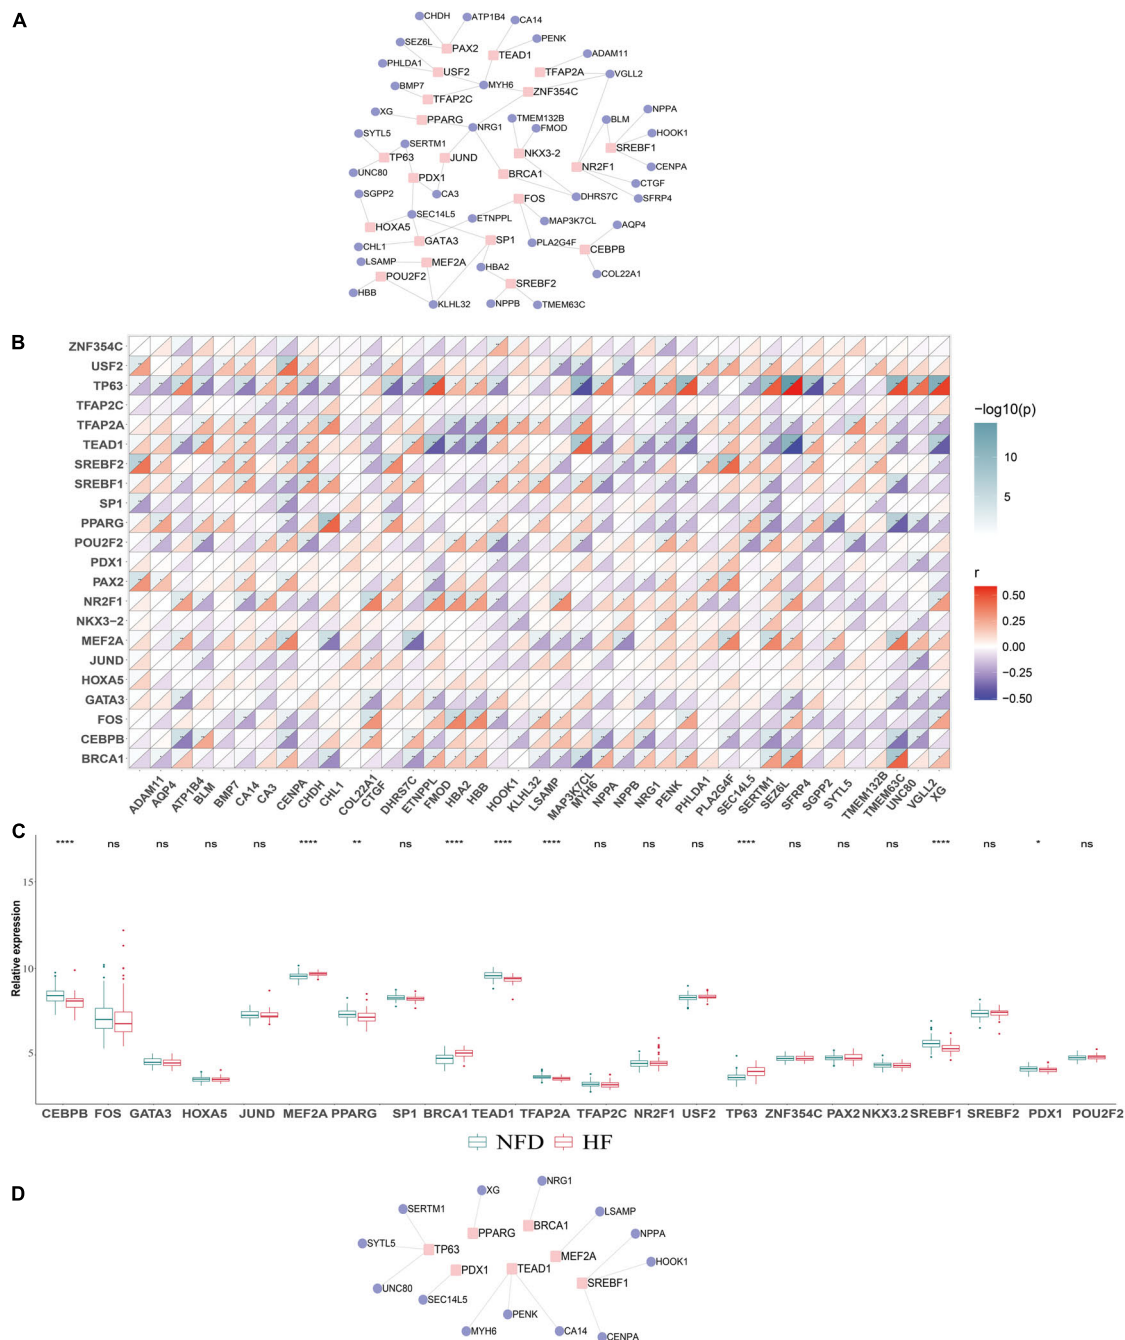 A
CHDH
ATP1B4
CA14
SEZ6L
PAX2
PENK
TEAD1
ADAM11
PHLDA1
USF2
TFAP2A
VGLL2
BMP7
MYH6
ZNF354C
TFAP2C
XG
PPARG
NRG1
TMEM132B
FMOD
BLM
NPPA
SYTL5
SERTM1
HOOK1
SREBF1
TP63
JUND
NKX3-2
CENPA
NR2F1
UNC80
PDX1
BRCA1
CTGF
SGPP2
CA3
DHRS7C
SFRP4
FOS
SEC14L5
ETNPPL
MAP3K7CL
AQP4
HOXA5
GATA3
SP1
PLA2G4F
CEBPB
CHL1
LSAMP
MEF2A
HBA2
COL22A1
POU2F2
SREBF2
HBB
KLHL32
NPPB
TMEM63C
B
ZNF354C
USF2
TP63
TFAP2C
TFAP2A
TEAD1
SREBF2
SREBF1
SP1
PPARG
POU2F2
PDX1
PAX2
NR2F1
NKX3−2
MEF2A
JUND
HOXA5
GATA3
FOS
CEBPB
BRCA1
−log10(p)
10
5
r
0.50
0.25
0.00
−0.25
−0.50
ADAM11 AQP4 ATP1B4 BLM BMP7 CA14 CA3 CENPA CHDH CHL1 COL22A1 CTGF DHRS7C ETNPPL FMOD HBA2 HBB HOOK1 KLHL32 LSAMP MAP3K7CL MYH6 NPPA NPPB NRG1 PENK PHLDA1 PLA2G4F SEC14L5 SERTM1 SEZ6L SFRP4 SGPP2 SYTL5 TMEM132B TMEM63C UNC80 VGLL2 XG
C
**** ns ns ns ns **** ** ns **** **** **** ns ns ns **** ns ns ns **** ns * ns
Relative expression
15
10
5
CEBPB FOS GATA3 HOXA5 JUND MEF2A PPARG SP1 BRCA1 TEAD1 TFAP2A TFAP2C NR2F1 USF2 TP63 ZNF354C PAX2 NKX3.2 SREBF1 SREBF2 PDX1 POU2F2
NFD HF
D
XG
NRG1
SERTM1
LSAMP
BRCA1
PPARG
NPPA
SYTL5
TP63
MEF2A
HOOK1
PDX1
TEAD1
SREBF1
UNC80
SEC14L5
PENK
MYH6
CA14
CENPA